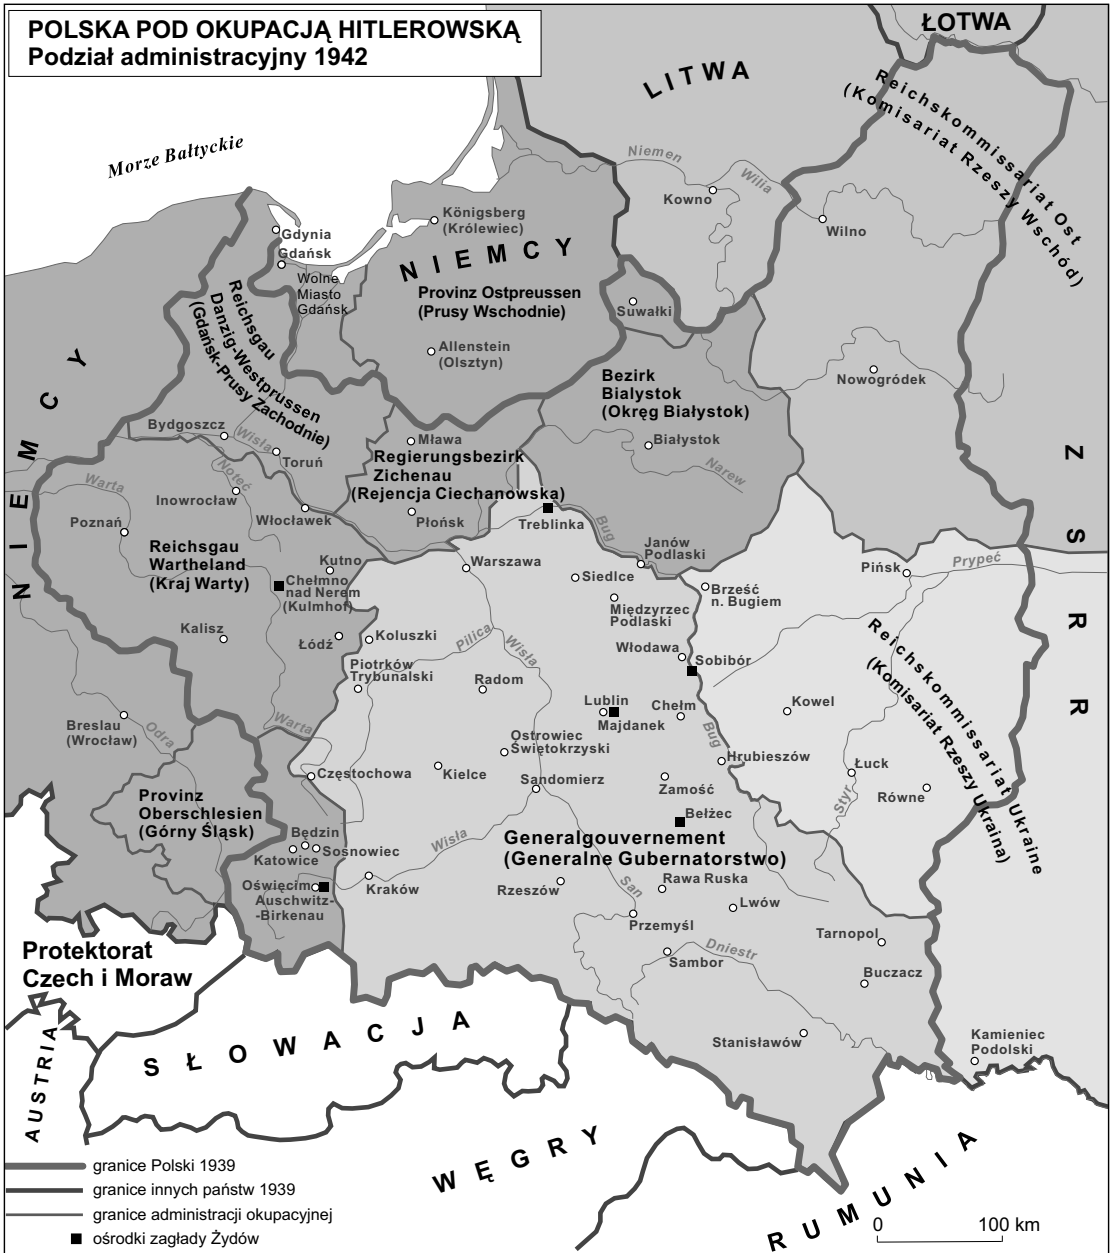 POLSKA POD OKUPACJĄ HITLEROWSKĄ
Podział administracyjny 1942
ŁOTWA
LITWA
Reichskommissariat Ost
(Komisariat Rzeszy Wschód)
Morze Bałtyckie
Niemen
Wilia
Kowno
Wilno
Königsberg
(Królewiec)
Gdynia
Gdańsk
Wolne
Miasto
Gdańsk
NIEMCY
Provinz Ostpreussen
(Prusy Wschodnie)
Suwałki
Reichsgau
Danzig-Westprussen
(Gdańsk-Prusy Zachodnie)
Allenstein
(Olsztyn)
Nowogródek
NIEMCY
Bezirk
Bialystok
(Okręg Białystok)
Białystok
Narew
Bydgoszcz
Wisła
Toruń
Mława
Regierungsbezirk
Zichenau
(Rejencja Ciechanowska)
Płońsk
Warta
Noteć
Inowrocław
Włocławek
Poznań
Treblinka
Bug
ZSRR
Reichsgau
Wartheland
(Kraj Warty)
Kutno
Chełmno
nad Nerem
(Kulmhof)
Warszawa
Siedlce
Janów
Podlaski
Międzyrzec
Podlaski
Brześć
n. Bugiem
Pińsk
Prypeć
Kalisz
Łódź
Koluszki
Pilica
Wisła
Włodawa
Sobibór
Reichskommissariat Ukraine
(Komisariat Rzeszy Ukraina)
Piotrków
Trybunalski
Radom
Lublin
Majdanek
Chełm
Kowel
Breslau
(Wrocław)
Odra
Warta
Ostrowiec
Świętokrzyski
Bug
Hrubieszów
Łuck
Częstochowa
Kielce
Sandomierz
Zamość
Styr
Równe
Provinz
Oberschlesien
(Górny Śląsk)
Bełżec
Będzin
Katowice
Sosnowiec
Wisła
Generalgouvernement
(Generalne Gubernatorstwo)
Oświęcim
Auschwitz-
-Birkenau
Kraków
Rzeszów
San
Rawa Ruska
Lwów
Przemyśl
Tarnopol
Protektorat
Czech i Moraw
Dniestr
Sambor
Buczacz
SŁOWACJA
Stanisławów
Kamieniec
Podolski
AUSTRIA
WĘGRY
RUMUNIA
granice Polski 1939
granice innych państw 1939
granice administracji okupacyjnej
ośrodki zagłady Żydów
0 100 km